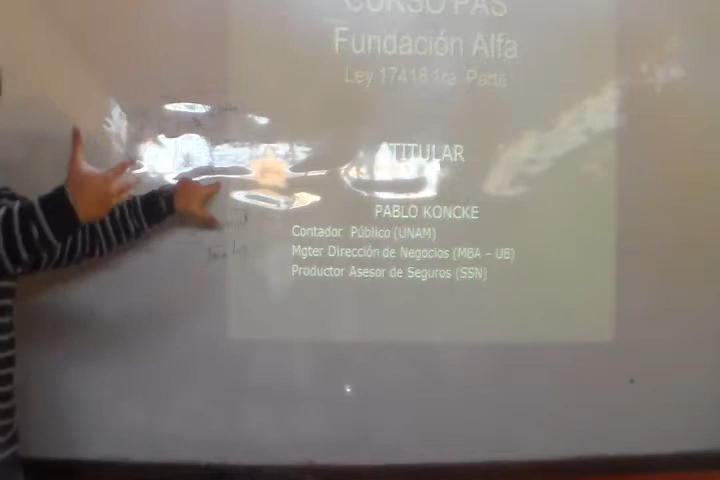 CURSO PAS
Fundación Alfa
Ley 17418 1ra. Parte
TITULAR
PABLO KONCKE
Contador Público (UNAM)
Mgter Dirección de Negocios (MBA – UB)
Productor Asesor de Seguros (SSN)